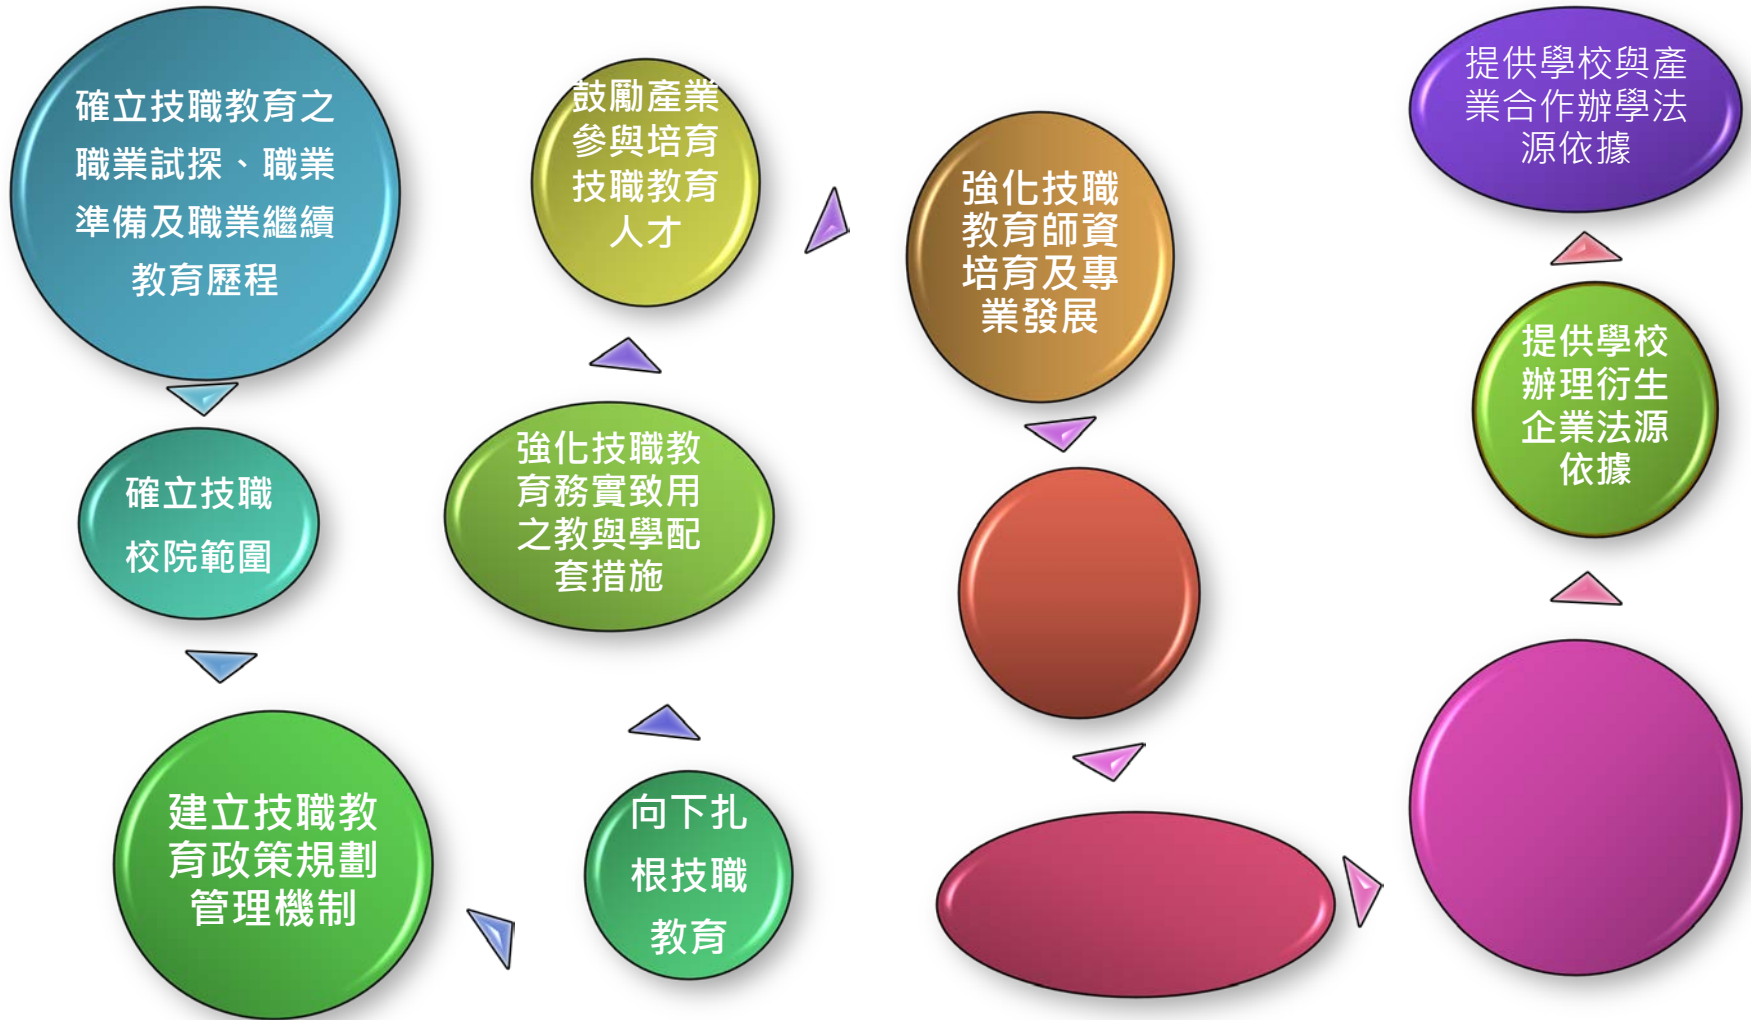 確立技職教育之
職業試探、職業
準備及職業繼續
教育歷程
確立技職
校院範圍
建立技職教
育政策規劃
管理機制
向下扎
根技職
教育
強化技職教
育務實致用
之教與學配
套措施
鼓勵產業
參與培育
技職教育
人才
強化技職
教育師資
培育及專
業發展
提供學校
辦理衍生
企業法源
依據
提供學校與產
業合作辦學法
源依據